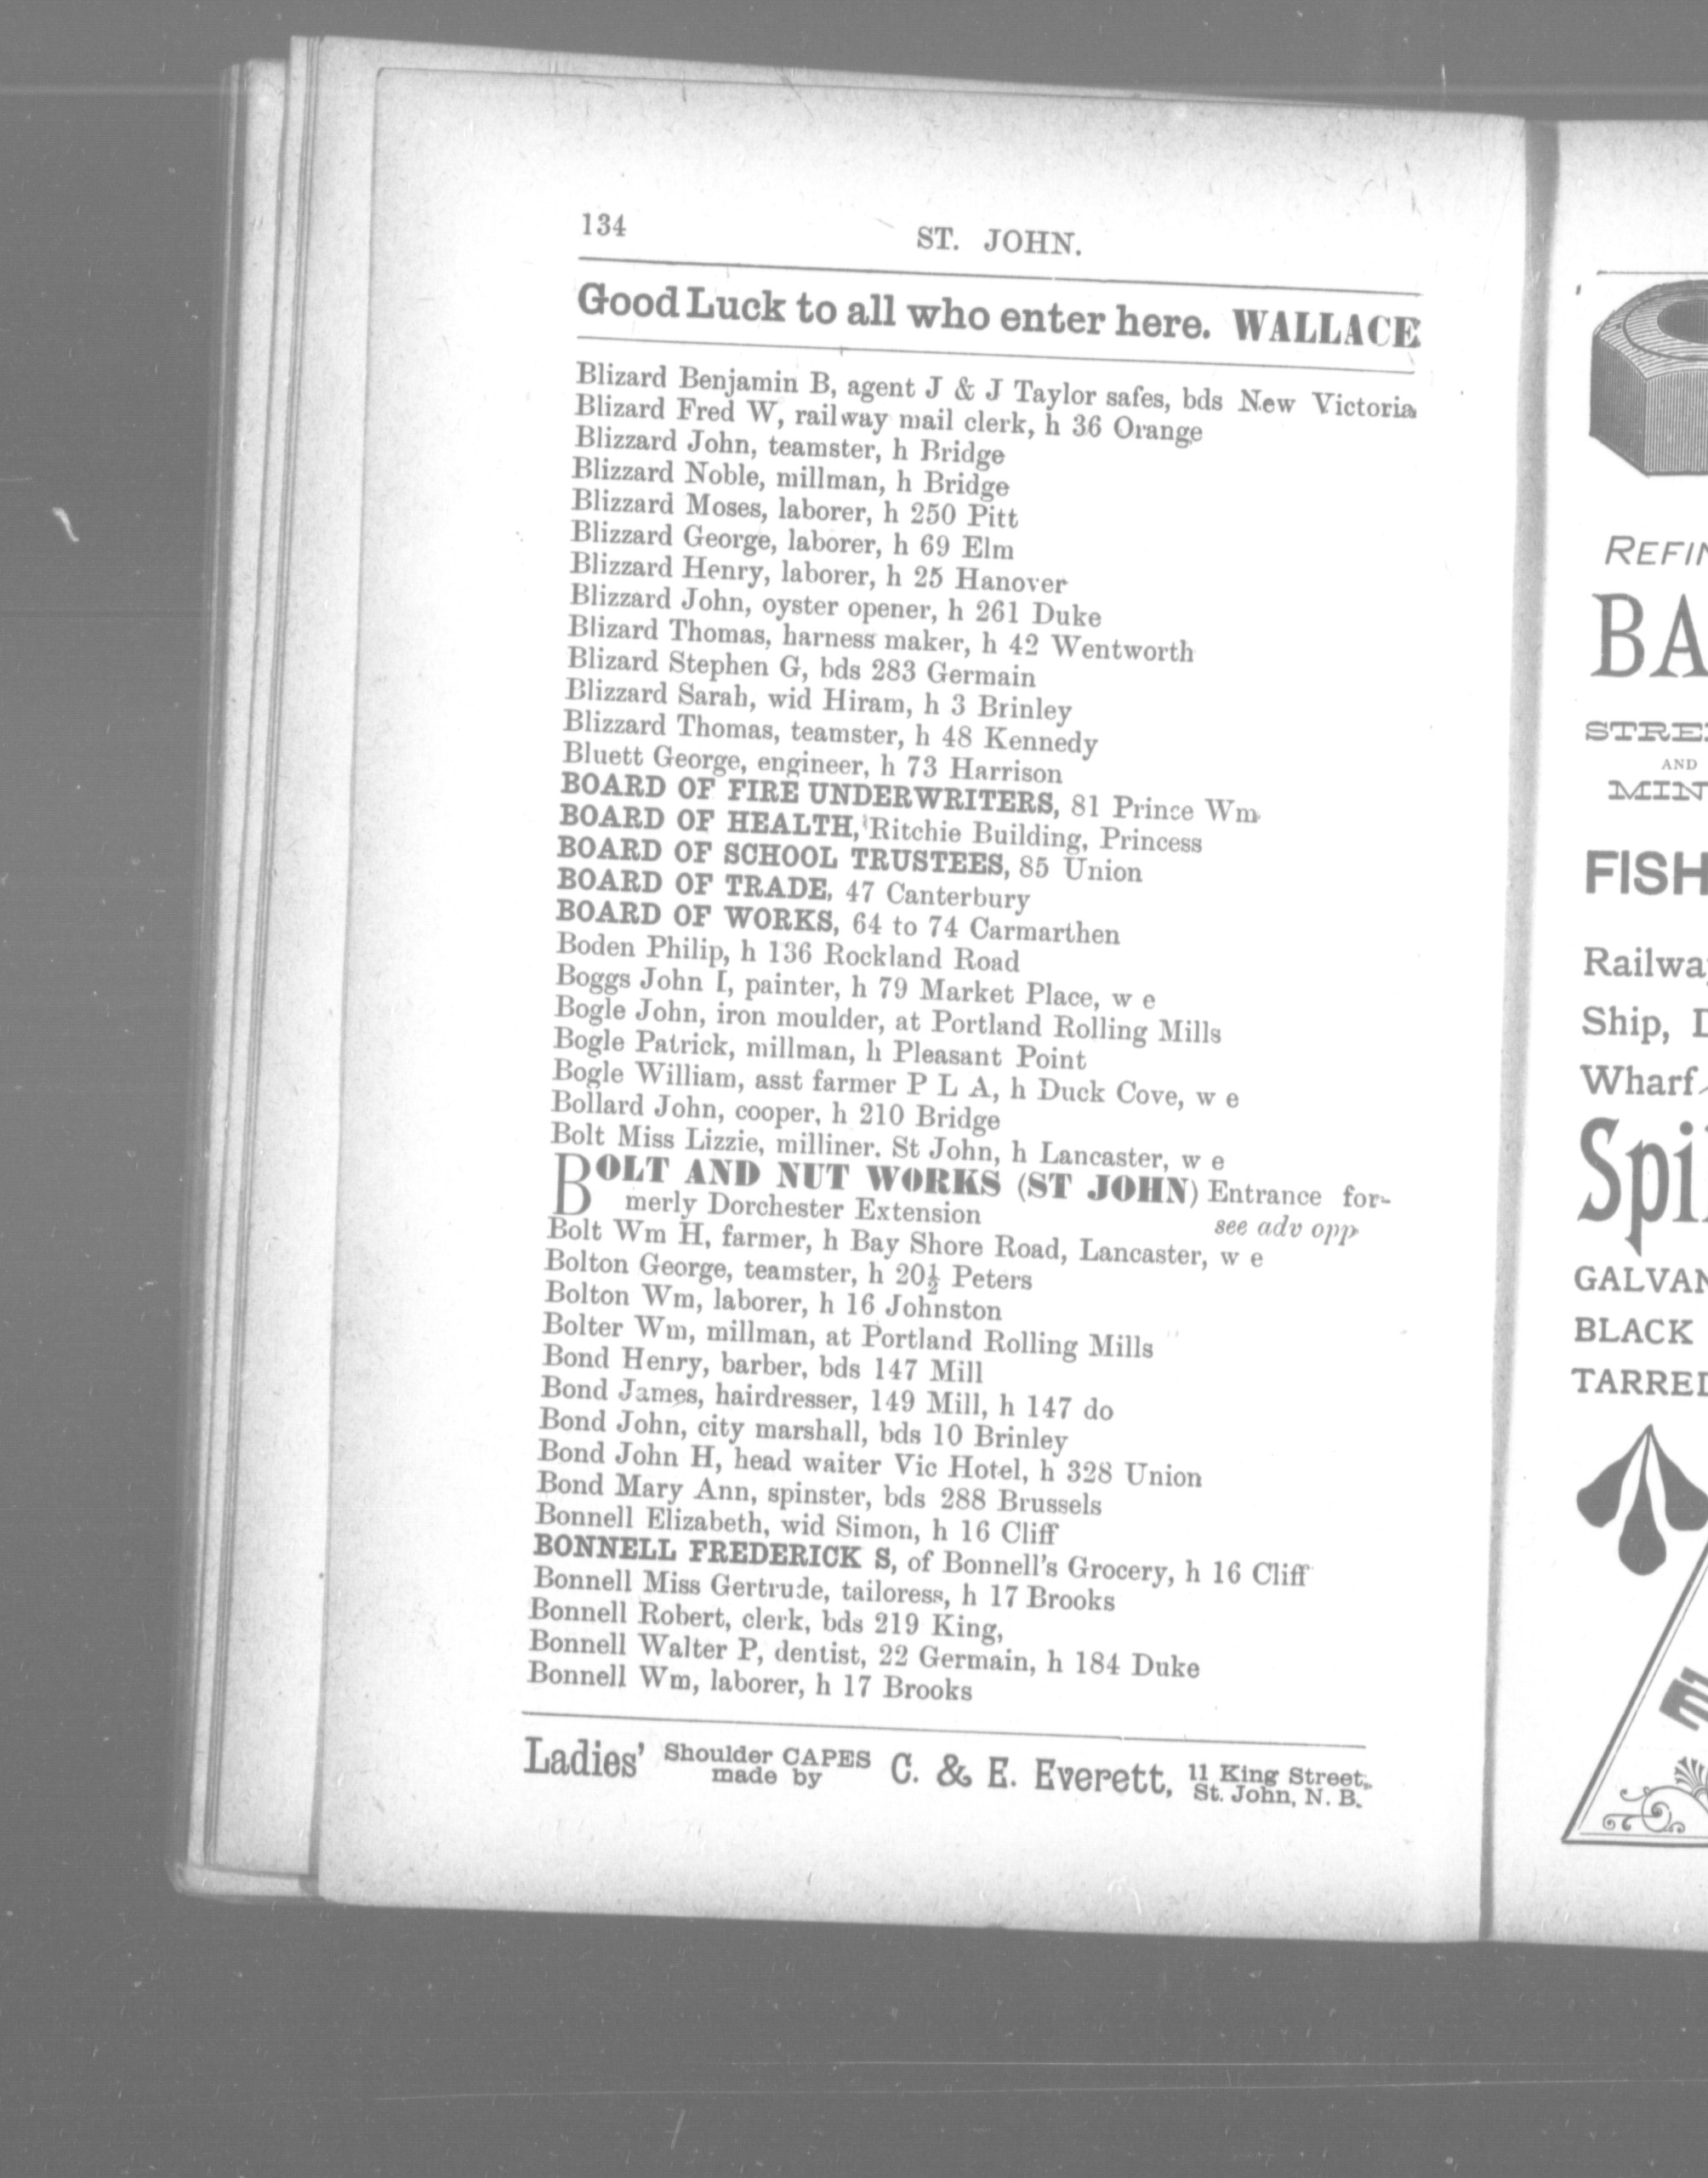 134
ST. JOHN.
Good Luck to all who enter here. WALLACE
Blizard Benjamin B, agent J & J Taylor safes, bds New Victoria
Blizard Fred W, railway mail clerk, h 36 Orange
Blizzard John, teamster, h Bridge
Blizzard Noble, millman, h Bridge
Blizzard Moses, laborer, h 250 Pitt
Blizzard George, laborer, h 69 Elm
Blizzard Henry, laborer, h 25 Hanover
Blizzard John, oyster opener, h 261 Duke
Blizard Thomas, harness maker, h 42 Wentworth
Blizard Stephen G, bds 283 Germain
Blizzard Sarah, wid Hiram, h 3 Brinley
Blizzard Thomas, teamster, h 48 Kennedy
Bluett George, engineer, h 73 Harrison
BOARD OF FIRE UNDERWRITERS, 81 Prince Wm
BOARD OF HEALTH, Ritchie Building, Princess
BOARD OF SCHOOL TRUSTEES, 85 Union
BOARD OF TRADE, 47 Canterbury
BOARD OF WORKS, 64 to 74 Carmarthen
Boden Philip, h 136 Rockland Road
Boggs John I, painter, h 79 Market Place, w e
Bogle John, iron moulder, at Portland Rolling Mills
Bogle Patrick, millman, h Pleasant Point
Bogle William, asst farmer P L A, h Duck Cove, w e
Bollard John, cooper, h 210 Bridge
Bolt Miss Lizzie, milliner. St John, h Lancaster, w e
BOLT AND NUT WORKS (ST JOHN) Entrance for-
merly Dorchester Extension see adv opp
Bolt Wm H, farmer, h Bay Shore Road, Lancaster, w e
Bolton George, teamster, h 20½ Peters
Bolton Wm, laborer, h 16 Johnston
Bolter Wm, millman, at Portland Rolling Mills
Bond Henry, barber, bds 147 Mill
Bond James, hairdresser, 149 Mill, h 147 do
Bond John, city marshall, bds 10 Brinley
Bond John H, head waiter Vic Hotel, h 328 Union
Bond Mary Ann, spinster, bds 288 Brussels
Bonnell Elizabeth, wid Simon, h 16 Cliff
BONNELL FREDERICK S, of Bonnell's Grocery, h 16 Cliff
Bonnell Miss Gertrude, tailoress, h 17 Brooks
Bonnell Robert, clerk, bds 219 King,
Bonnell Walter P, dentist, 22 Germain, h 184 Duke
Bonnell Wm, laborer, h 17 Brooks
Ladies' Shoulder CAPES made by C. & E. Everett, 11 King Street, St. John, N. B.
REFIN
BA
STRE
AND
MIN
FISH
Railwa
Ship,
Wharf
Spi
GALVAN
BLACK
TARRED